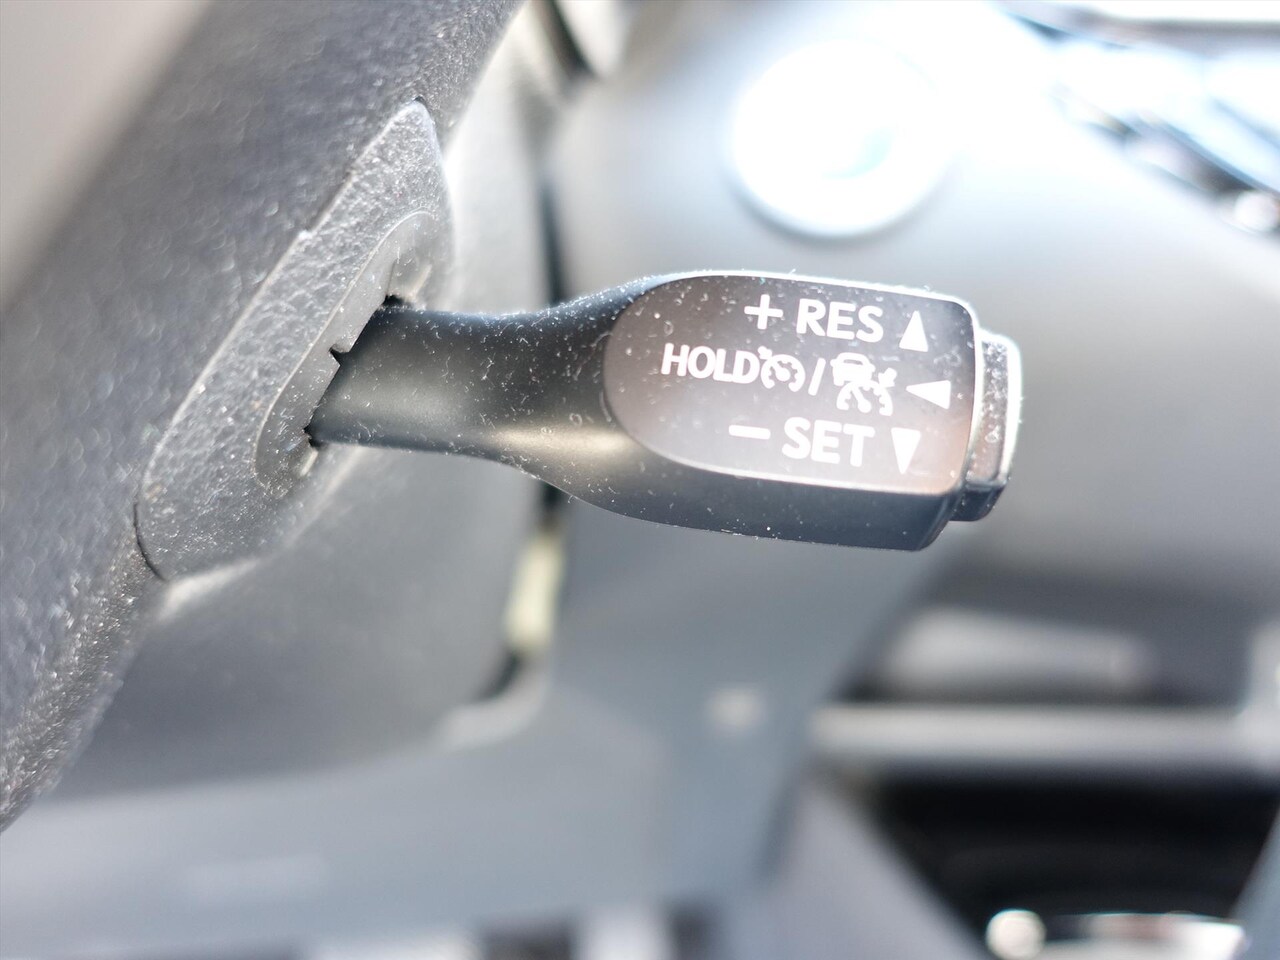 + RES ▲
HOLD / ◀
− SET ▼